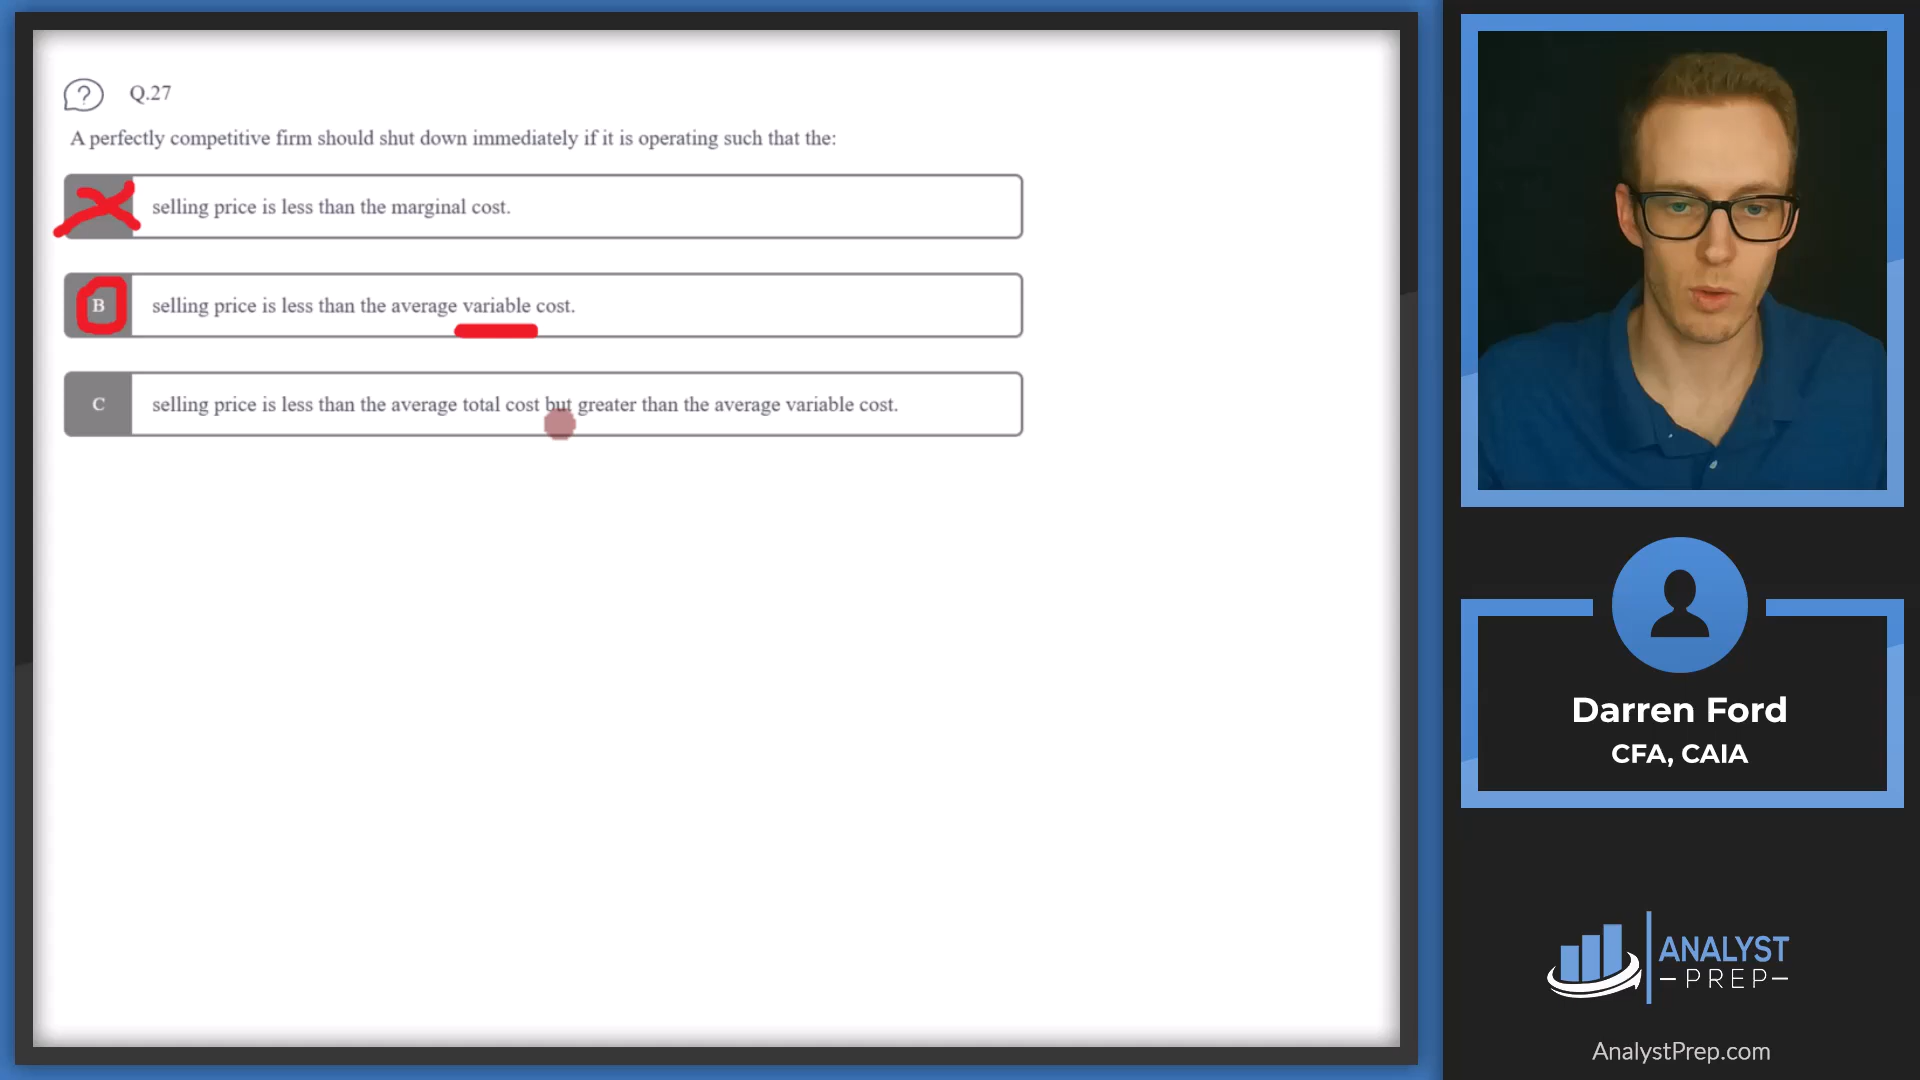 ?
Q.27
A perfectly competitive firm should shut down immediately if it is operating such that the:
selling price is less than the marginal cost.
B
selling price is less than the average variable cost.
C
selling price is less than the average total cost but greater than the average variable cost.
Darren Ford
CFA, CAIA
ANALYST
PREP
AnalystPrep.com